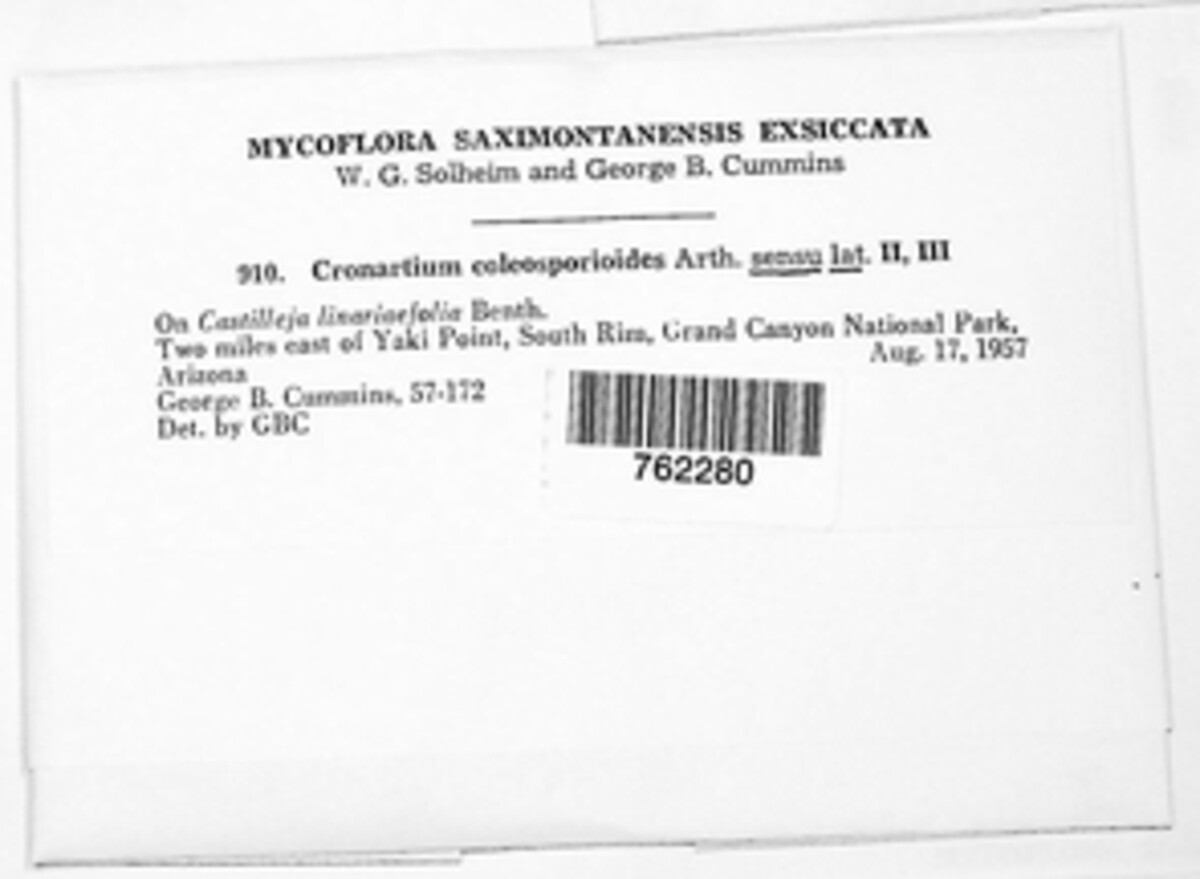 MYCOFLORA SAXIMONTANENSIS EXSICCATA
W. G. Solheim and George B. Cummins
910. Cronartium coleosporioides Arth. sensu lat. II, III
On Castilleja linariaefolia Benth.
Two miles east of Yaki Point, South Rim, Grand Canyon National Park,
Arizona
Aug. 17, 1957
George B. Cummins, 57-172
Det. by GBC
762280